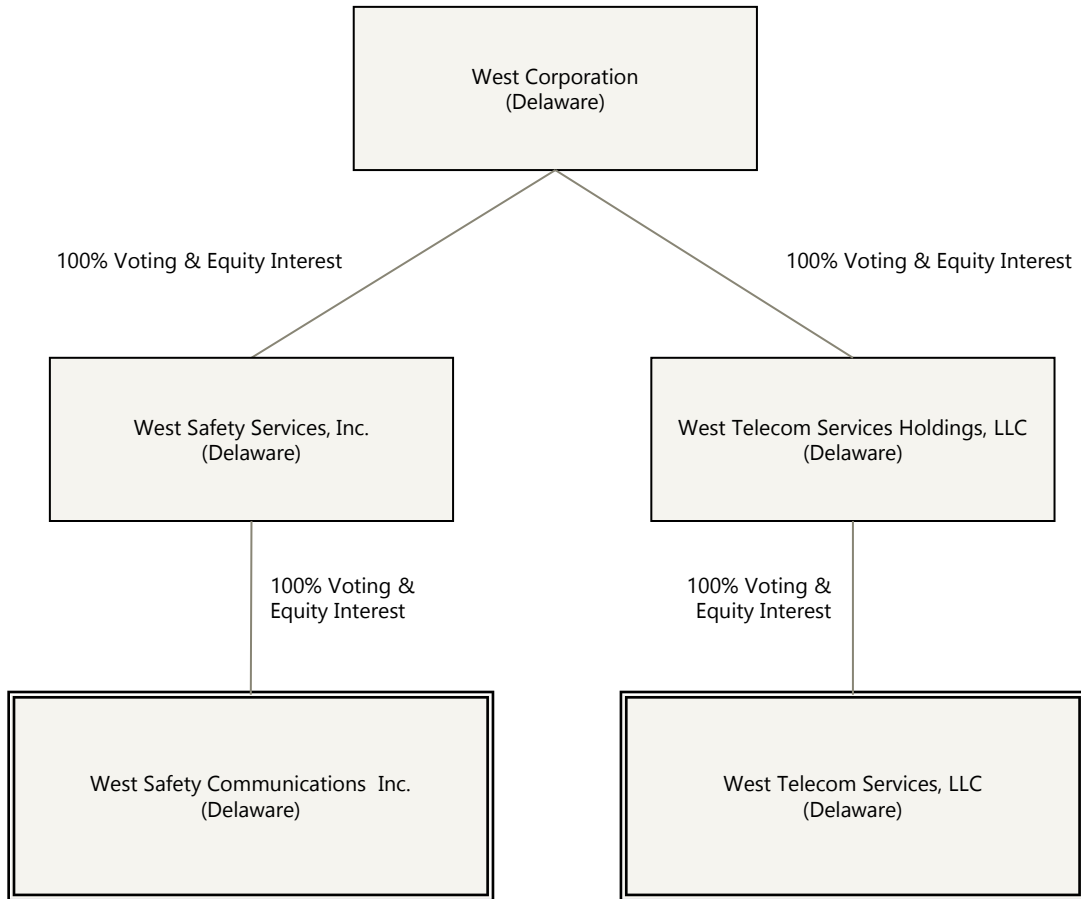 West Corporation
(Delaware)
100% Voting & Equity Interest
100% Voting & Equity Interest
West Safety Services, Inc.
(Delaware)
West Telecom Services Holdings, LLC
(Delaware)
100% Voting &
Equity Interest
100% Voting &
Equity Interest
West Safety Communications  Inc.
(Delaware)
West Telecom Services, LLC
(Delaware)